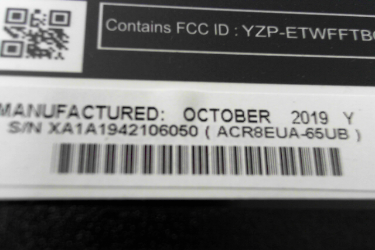 Contains FCC ID : YZP-ETWFFTB
MANUFACTURED: OCTOBER 2019 Y
S/N XA1A1942106050 ( ACR8EUA-65UB )